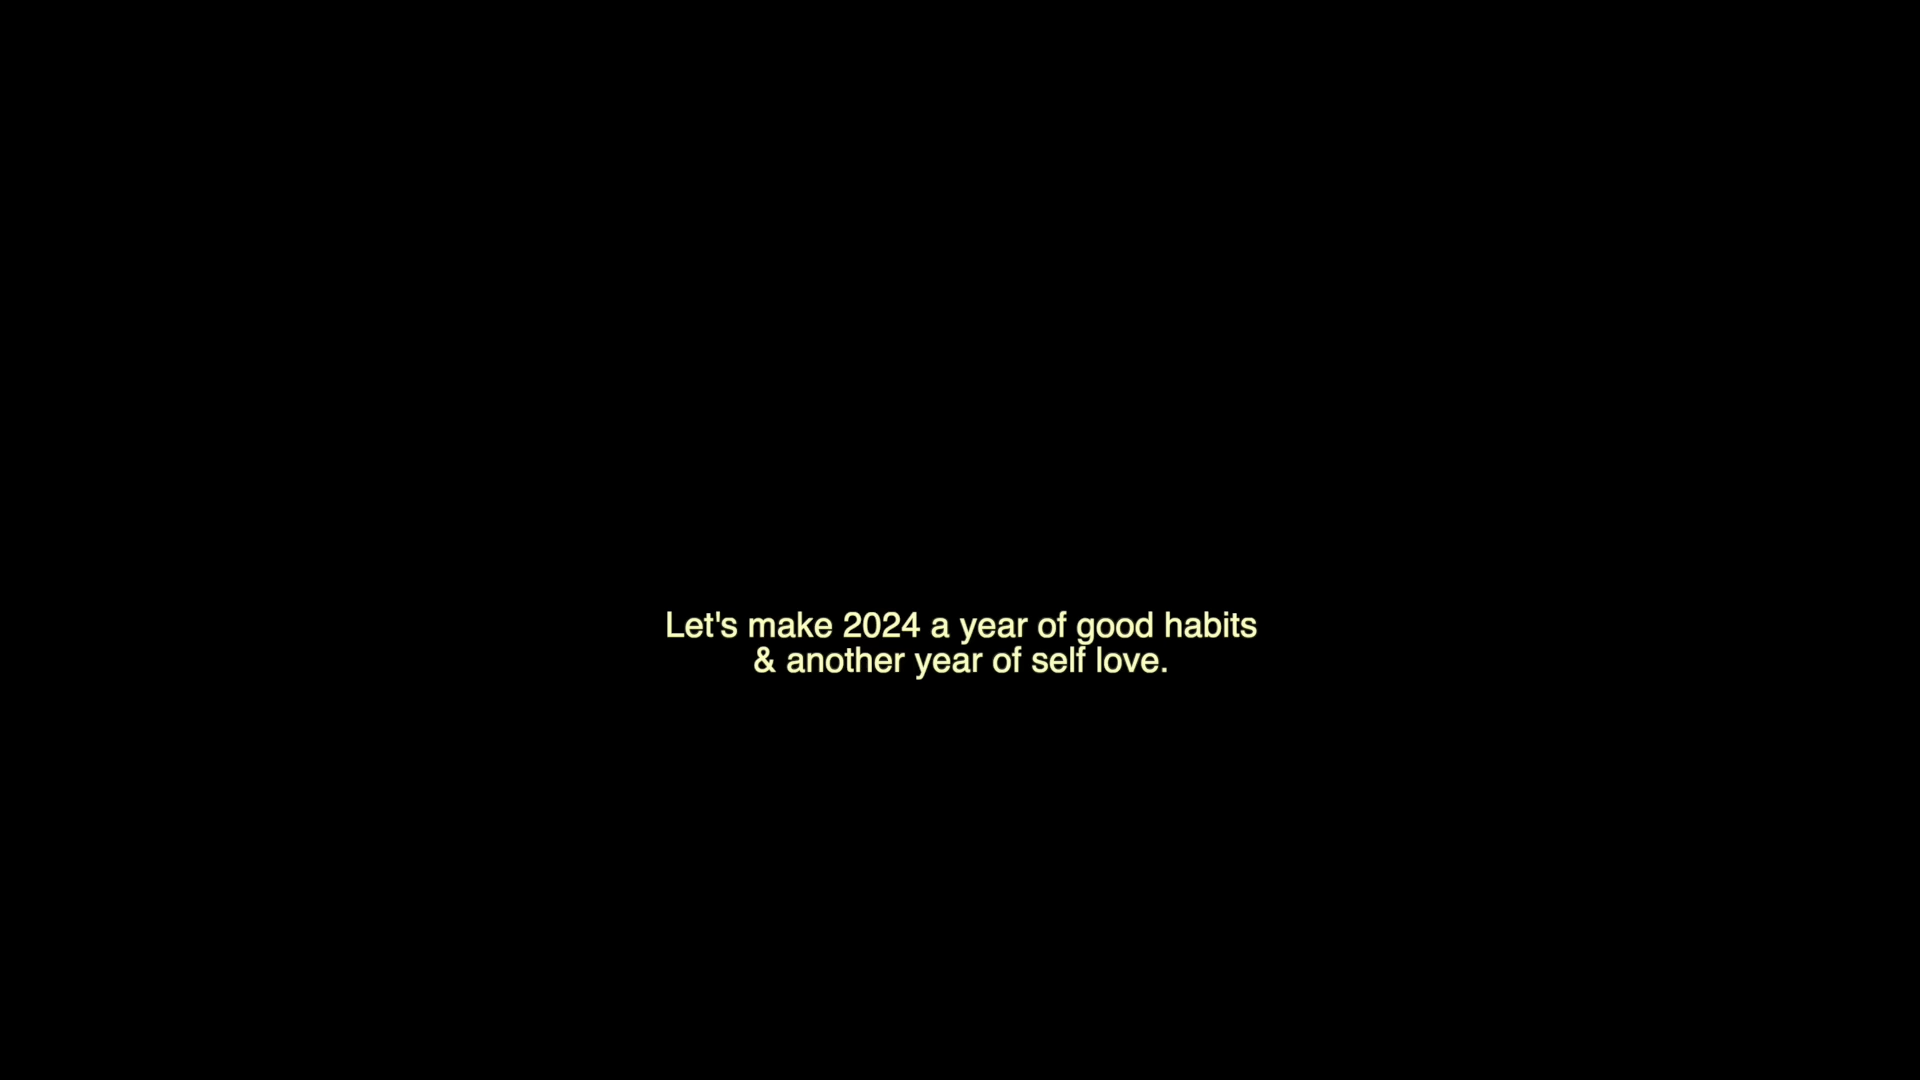 Let's make 2024 a year of good habits
& another year of self love.